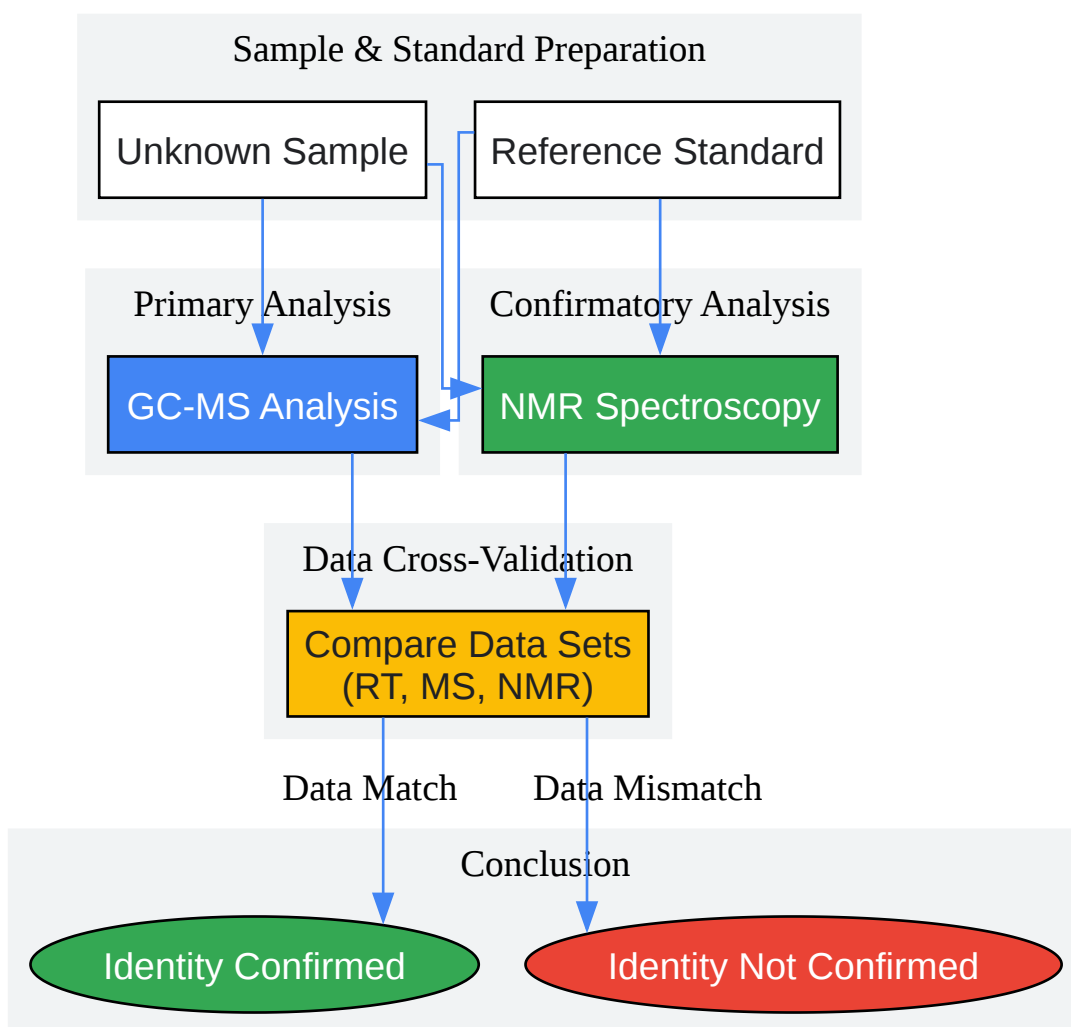 Sample & Standard Preparation
Unknown Sample
Reference Standard
Primary Analysis
Confirmatory Analysis
GC-MS Analysis
NMR Spectroscopy
Data Cross-Validation
Compare Data Sets
(RT, MS, NMR)
Data Match
Data Mismatch
Conclusion
Identity Confirmed
Identity Not Confirmed